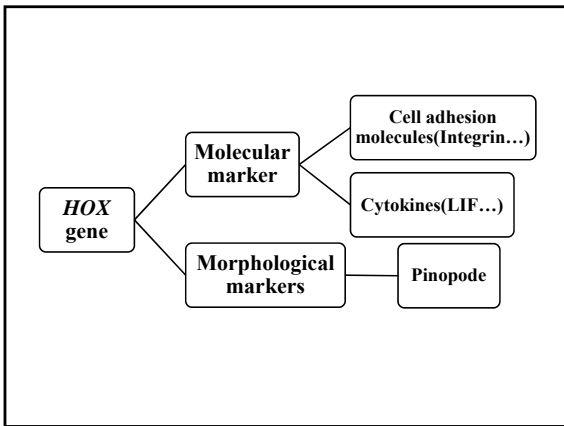 HOX
gene
Molecular
marker
Cell adhesion
molecules(Integrin…)
Cytokines(LIF…)
Morphological
markers
Pinopode